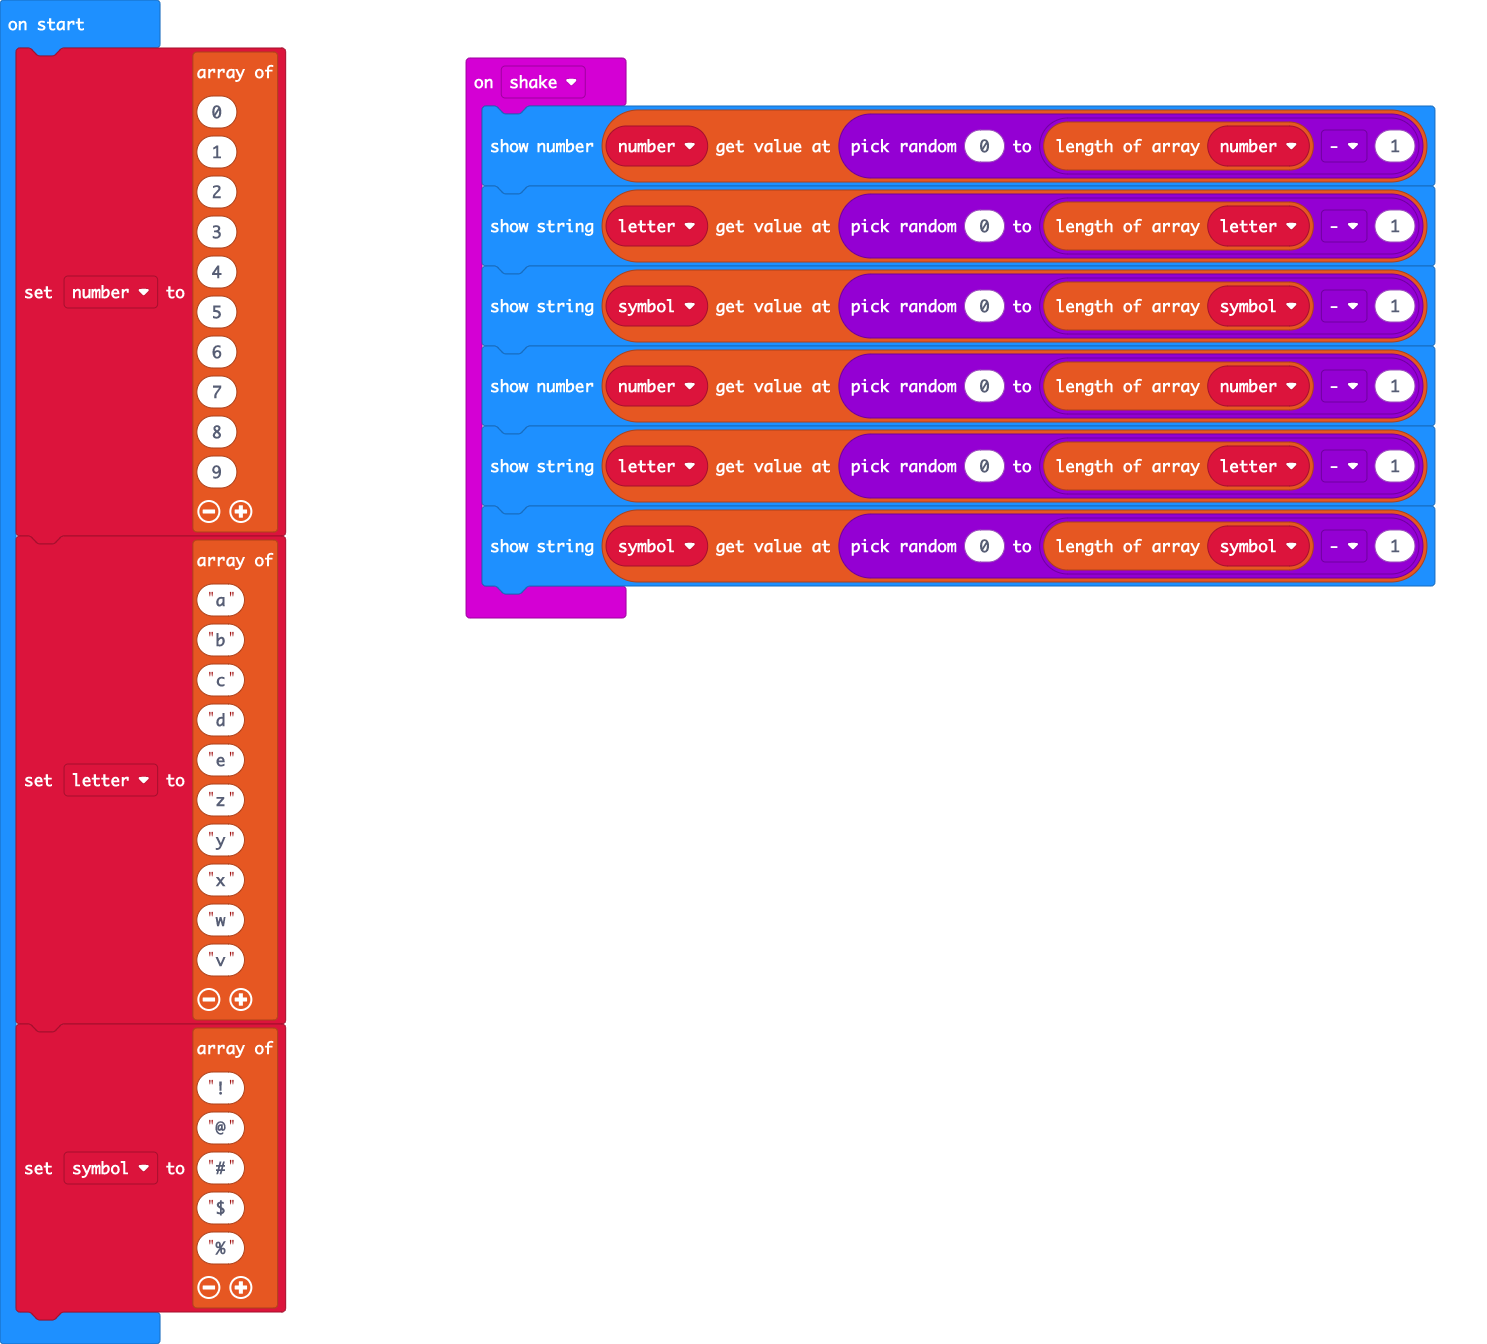 on start
set number to array of
0
1
2
3
4
5
6
7
8
9
set letter to array of
"a"
"b"
"c"
"d"
"e"
"z"
"y"
"x"
"w"
"v"
set symbol to array of
"!"
"@"
"#"
"$"
"%"
on shake
show number number get value at pick random 0 to length of array number - 1
show string letter get value at pick random 0 to length of array letter - 1
show string symbol get value at pick random 0 to length of array symbol - 1
show number number get value at pick random 0 to length of array number - 1
show string letter get value at pick random 0 to length of array letter - 1
show string symbol get value at pick random 0 to length of array symbol - 1